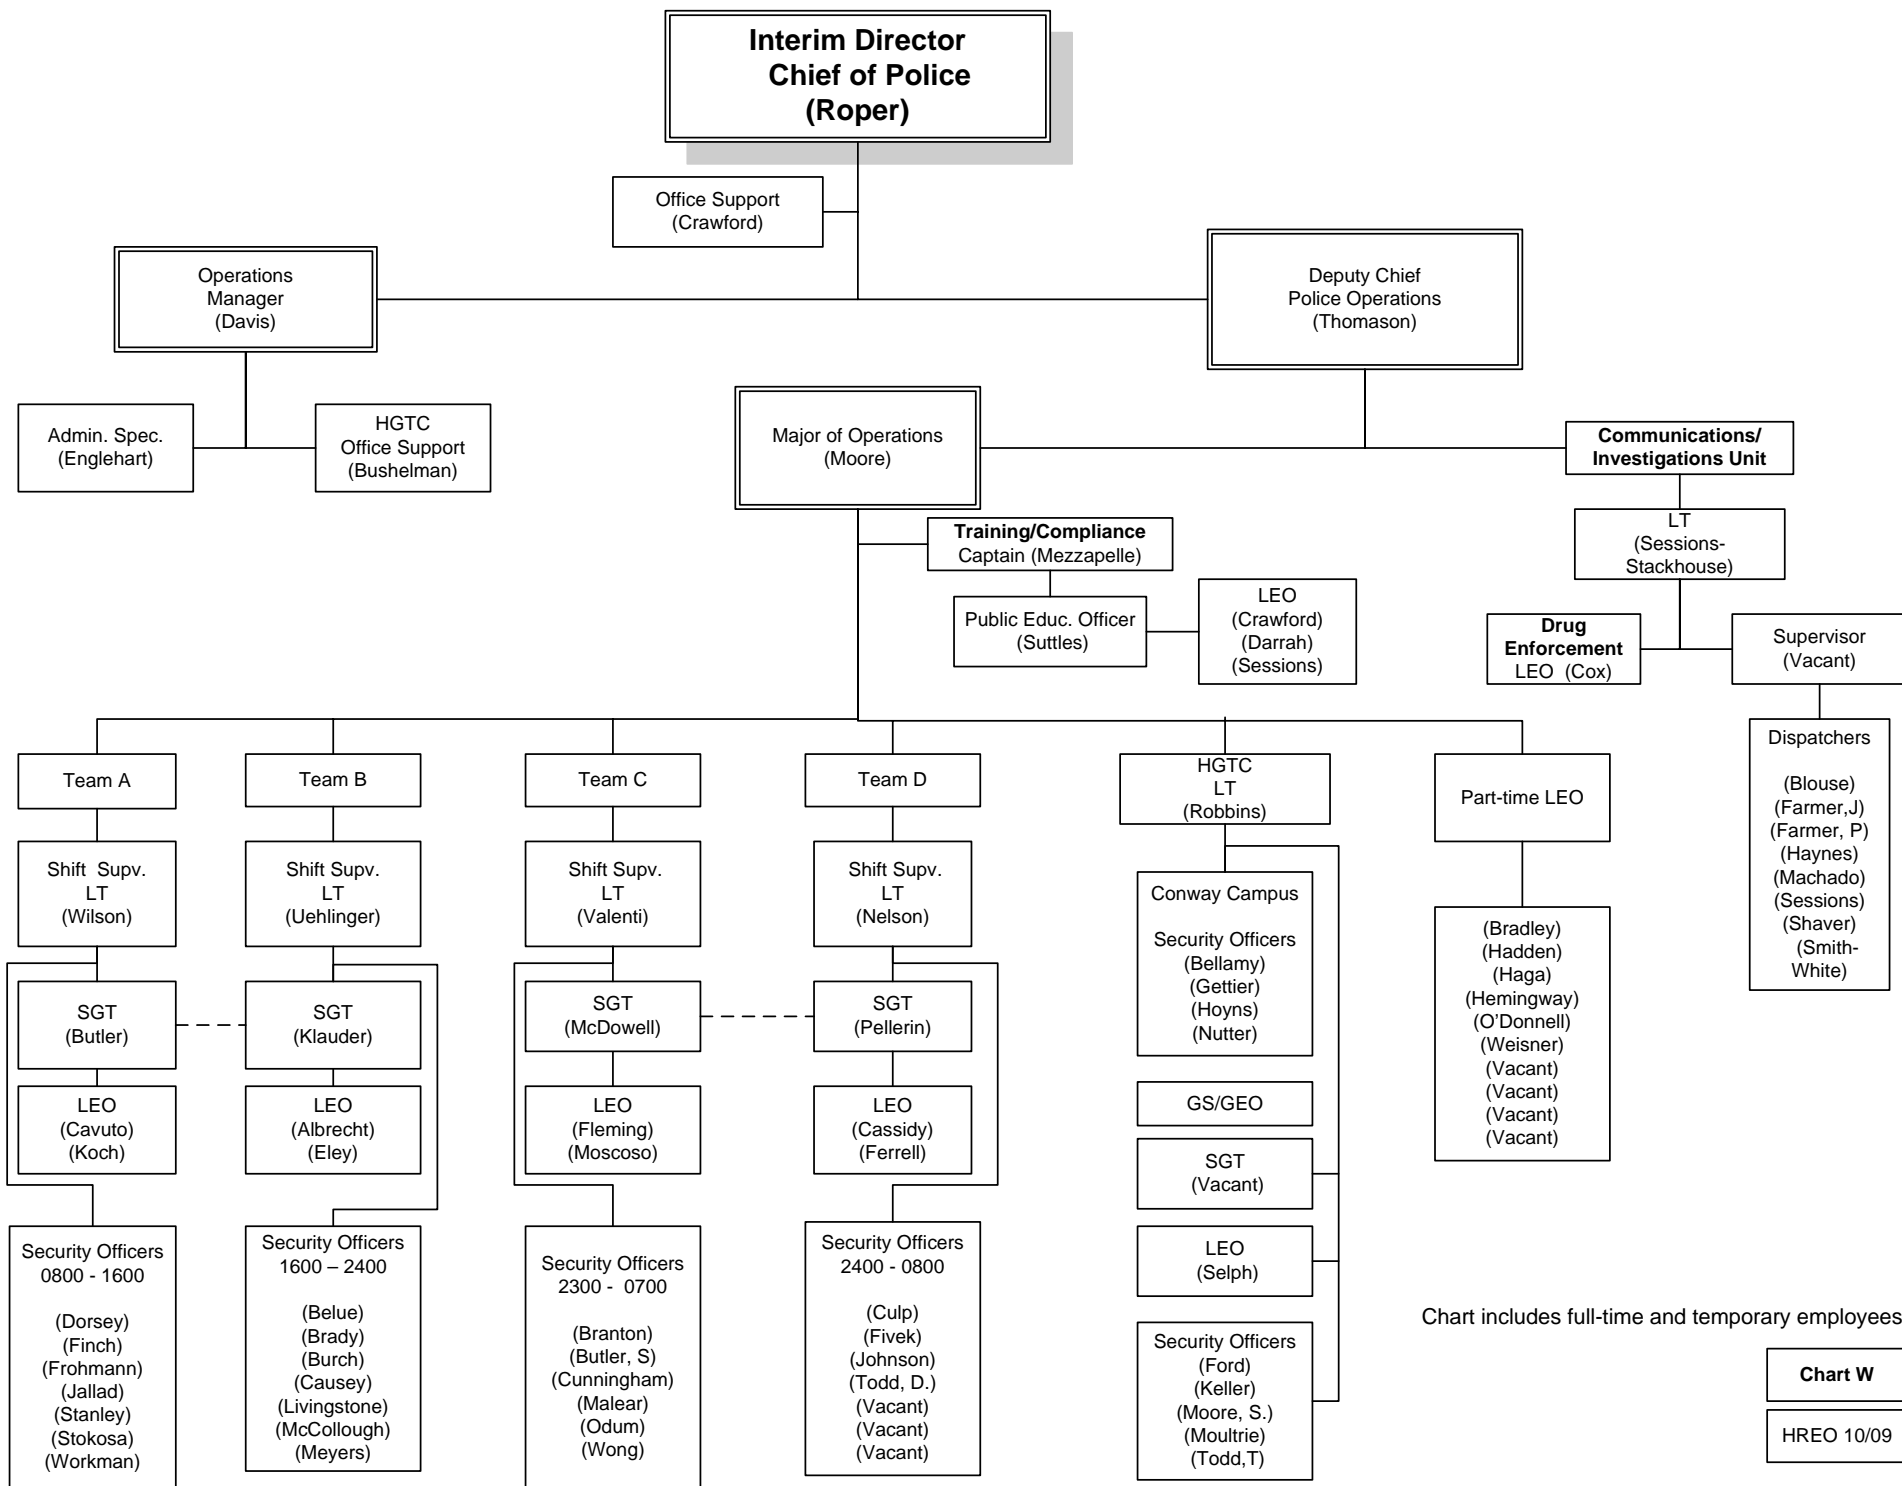 Interim Director
Chief of Police
(Roper)
Office Support
(Crawford)
Operations
Manager
(Davis)
Deputy Chief
Police Operations
(Thomason)
Admin. Spec.
(Englehart)
HGTC
Office Support
(Bushelman)
Major of Operations
(Moore)
Communications/
Investigations Unit
Training/Compliance
Captain (Mezzapelle)
LT
(Sessions-
Stackhouse)
Public Educ. Officer
(Suttles)
LEO
(Crawford)
(Darrah)
(Sessions)
Drug
Enforcement
LEO (Cox)
Supervisor
(Vacant)
Dispatchers
(Blouse)
(Farmer,J)
(Farmer, P)
(Haynes)
(Machado)
(Sessions)
(Shaver)
(Smith-
White)
Team A
Shift Supv.
LT
(Wilson)
SGT
(Butler)
LEO
(Cavuto)
(Koch)
Security Officers
0800 - 1600
(Dorsey)
(Finch)
(Frohmann)
(Jallad)
(Stanley)
(Stokosa)
(Workman)
Team B
Shift Supv.
LT
(Uehlinger)
SGT
(Klauder)
LEO
(Albrecht)
(Eley)
Security Officers
1600 – 2400
(Belue)
(Brady)
(Burch)
(Causey)
(Livingstone)
(McCollough)
(Meyers)
Team C
Shift Supv.
LT
(Valenti)
SGT
(McDowell)
LEO
(Fleming)
(Moscoso)
Security Officers
2300 - 0700
(Branton)
(Butler, S)
(Cunningham)
(Malear)
(Odum)
(Wong)
Team D
Shift Supv.
LT
(Nelson)
SGT
(Pellerin)
LEO
(Cassidy)
(Ferrell)
Security Officers
2400 - 0800
(Culp)
(Fivek)
(Johnson)
(Todd, D.)
(Vacant)
(Vacant)
(Vacant)
HGTC
LT
(Robbins)
Conway Campus
Security Officers
(Bellamy)
(Gettier)
(Hoyns)
(Nutter)
GS/GEO
SGT
(Vacant)
LEO
(Selph)
Security Officers
(Ford)
(Keller)
(Moore, S.)
(Moultrie)
(Todd,T)
Part-time LEO
(Bradley)
(Hadden)
(Haga)
(Hemingway)
(O’Donnell)
(Weisner)
(Vacant)
(Vacant)
(Vacant)
(Vacant)
Chart includes full-time and temporary employees
Chart W
HREO 10/09